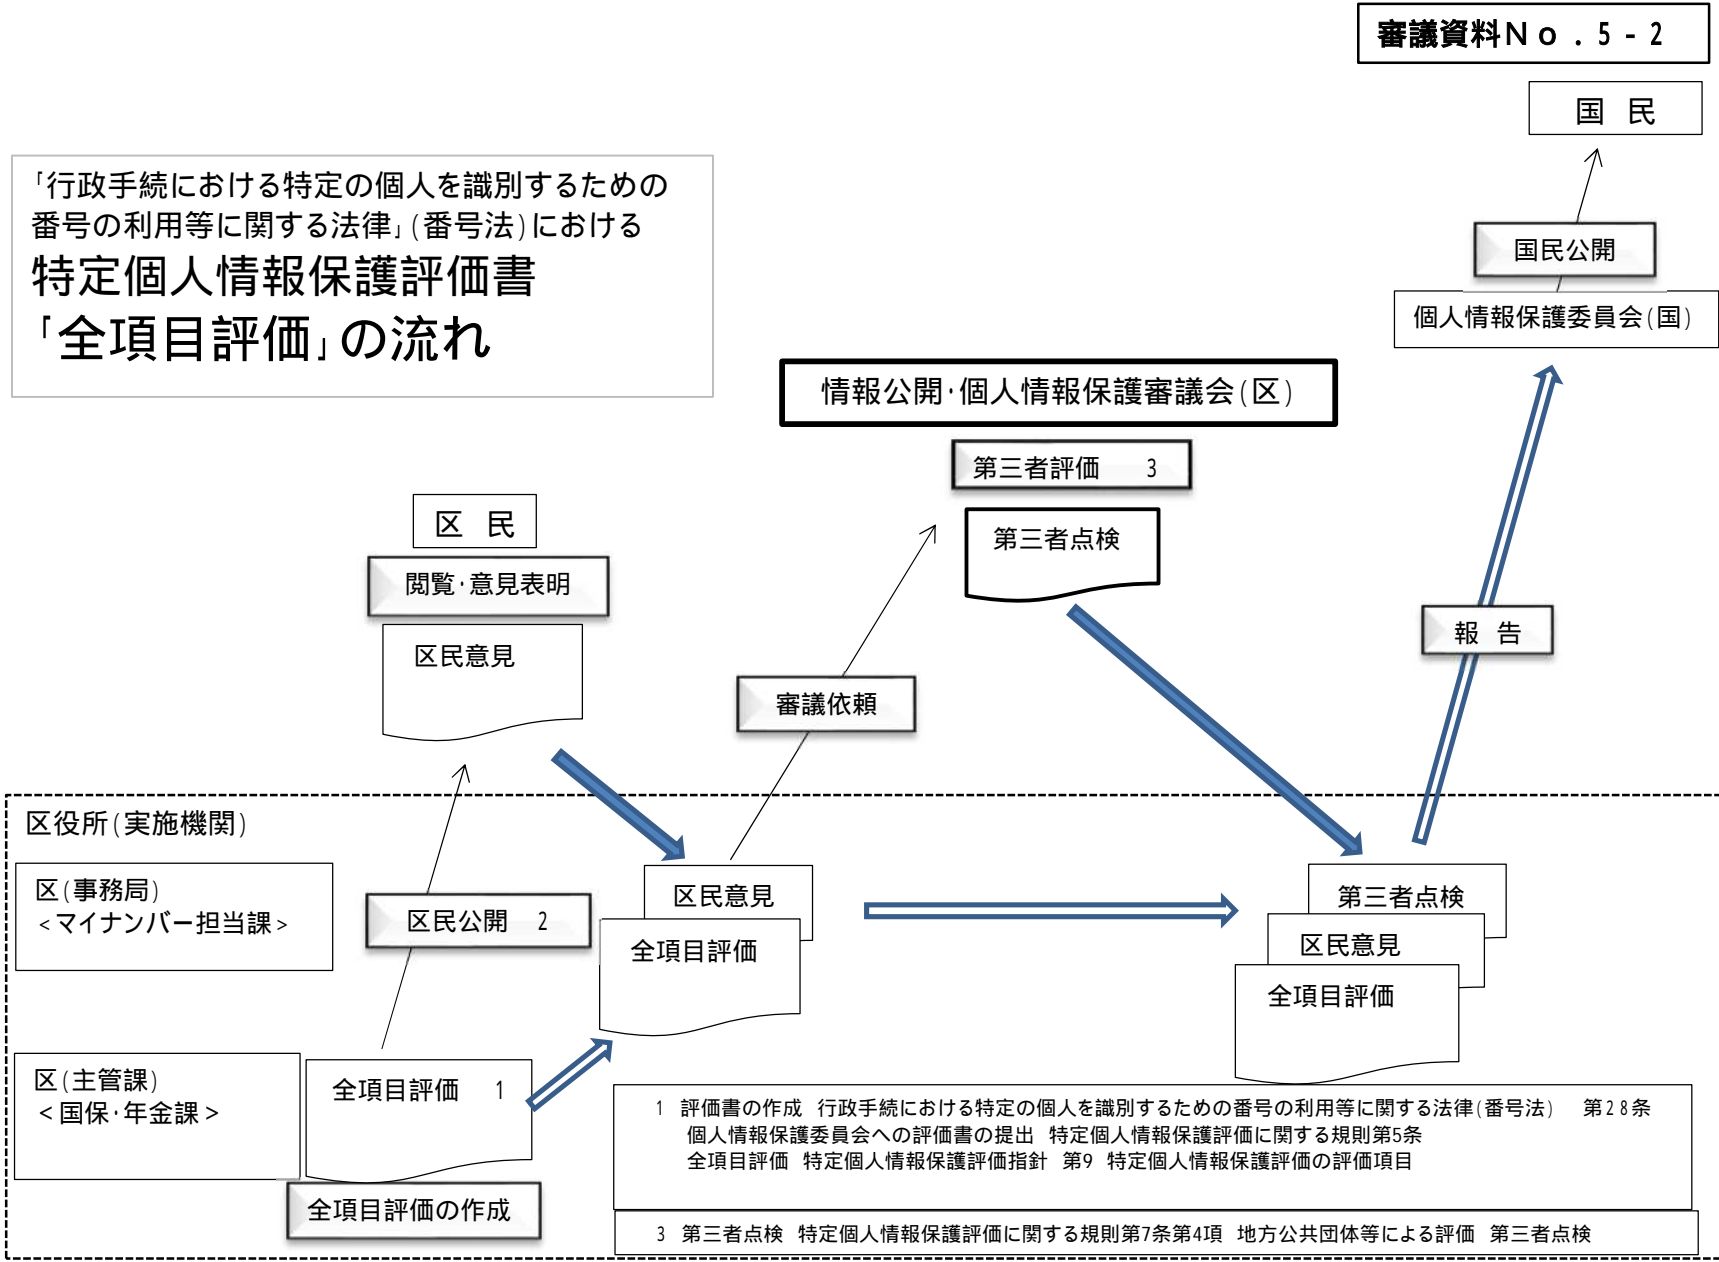 審議資料No.5-2
国 民
「行政手続における特定の個人を識別するための
番号の利用等に関する法律」(番号法)における
特定個人情報保護評価書
「全項目評価」の流れ
国民公開
個人情報保護委員会(国)
情報公開・個人情報保護審議会(区)
第三者評価 3
第三者点検
区 民
閲覧・意見表明
区民意見
審議依頼
報 告
区役所(実施機関)
区(事務局)
<マイナンバー担当課>
区民公開 2
区民意見
全項目評価
第三者点検
区民意見
全項目評価
区(主管課)
<国保・年金課>
全項目評価 1
全項目評価の作成
1 評価書の作成 行政手続における特定の個人を識別するための番号の利用等に関する法律(番号法) 第28条
個人情報保護委員会への評価書の提出 特定個人情報保護評価に関する規則第5条
全項目評価 特定個人情報保護評価指針 第9 特定個人情報保護評価の評価項目
3 第三者点検 特定個人情報保護評価に関する規則第7条第4項 地方公共団体等による評価 第三者点検